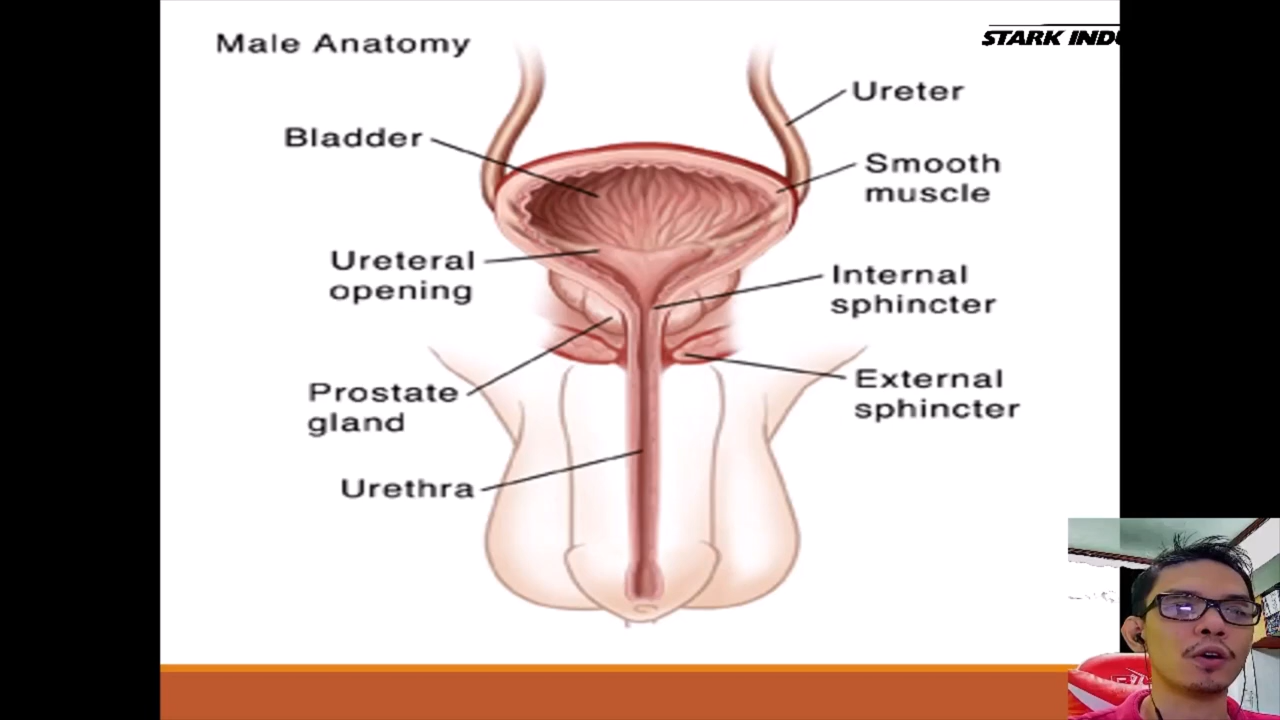 Male Anatomy
STARK INDU
Ureter
Bladder
Smooth
muscle
Ureteral
opening
Internal
sphincter
Prostate
gland
External
sphincter
Urethra